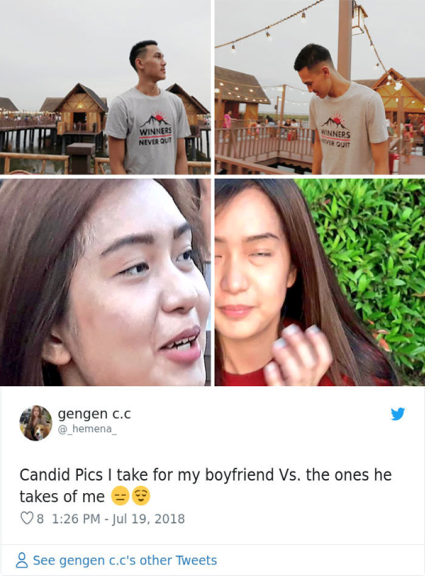 WINNERS
NEVER QUIT
WINNERS
NEVER QUIT
gengen c.c
@_hemena_
Candid Pics I take for my boyfriend Vs. the ones he
takes of me 😑😌
♡8 1:26 PM - Jul 19, 2018
See gengen c.c's other Tweets